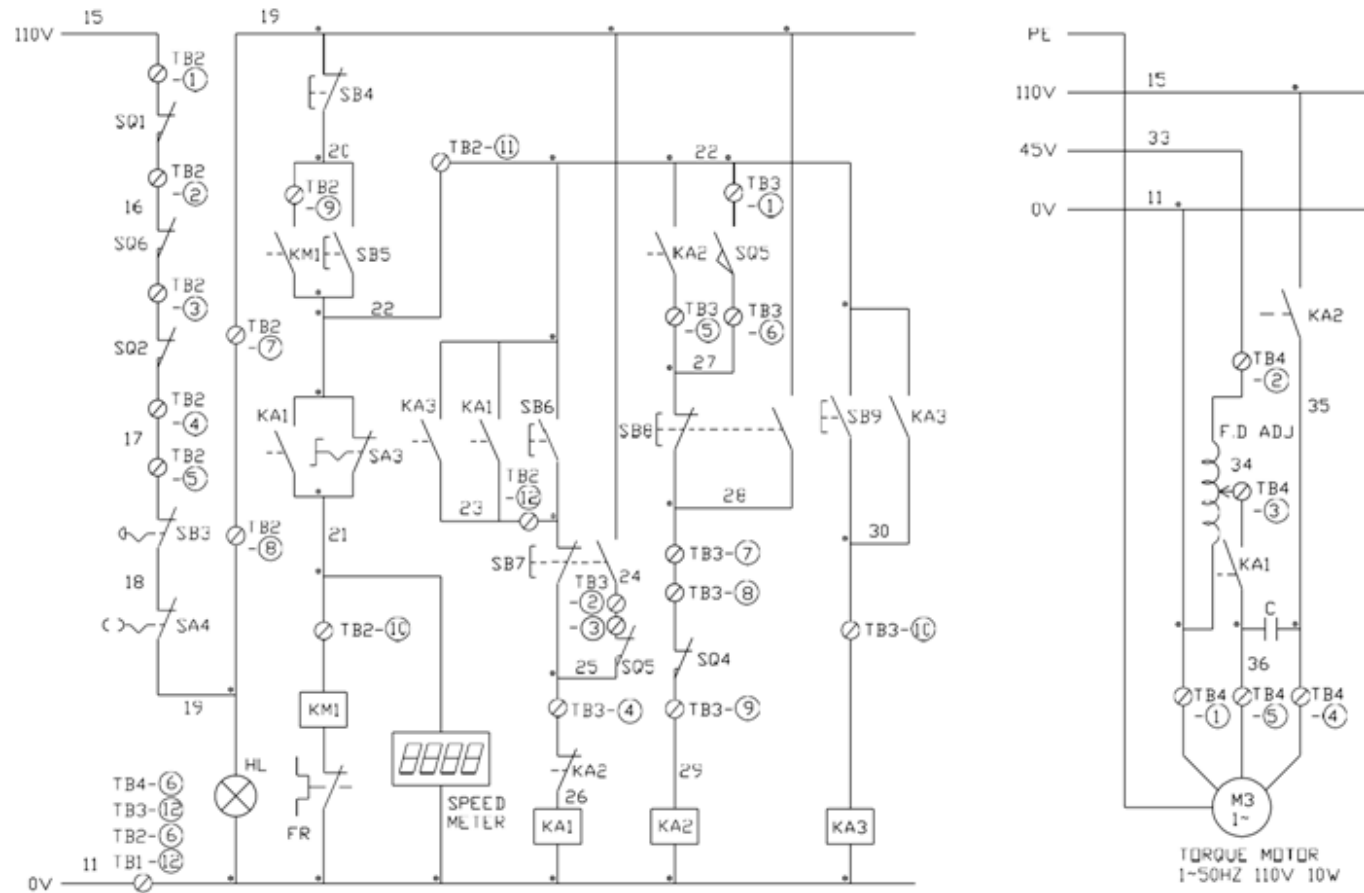 15
19
110V
TB2
-①
SB4
SQ1
TB2
-②
16
SQ6
20
TB2
-⑨
KM1
SB5
TB2-⑪
22
TB3
-①
KA2
SQ5
TB2
-③
SQ2
TB2
-⑦
22
TB3
-⑤
TB3
-⑥
27
TB2
-④
17
TB2
-⑤
KA1
SA3
KA3
KA1
SB6
TB2
-⑫
23
SB8
SB9
KA3
28
30
SB3
18
SA4
TB2
-⑧
21
SB7
24
TB3
-②
-③
SQ5
25
TB3-⑦
TB3-⑧
SQ4
TB3-⑨
TB2-⑩
TB3-⑩
TB3-④
19
KM1
KA2
26
29
HL
FR
SPEED
METER
KA1
KA2
KA3
TB4-⑥
TB3-⑫
TB2-⑥
TB1-⑫
11
0V
PE
110V
15
45V
33
0V
11
KA2
TB4
-②
35
F.D ADJ
34
TB4
-③
KA1
C
36
TB4
-①
TB4
-⑤
TB4
-④
M3
1~
TORQUE MOTOR
1~50HZ 110V 10W